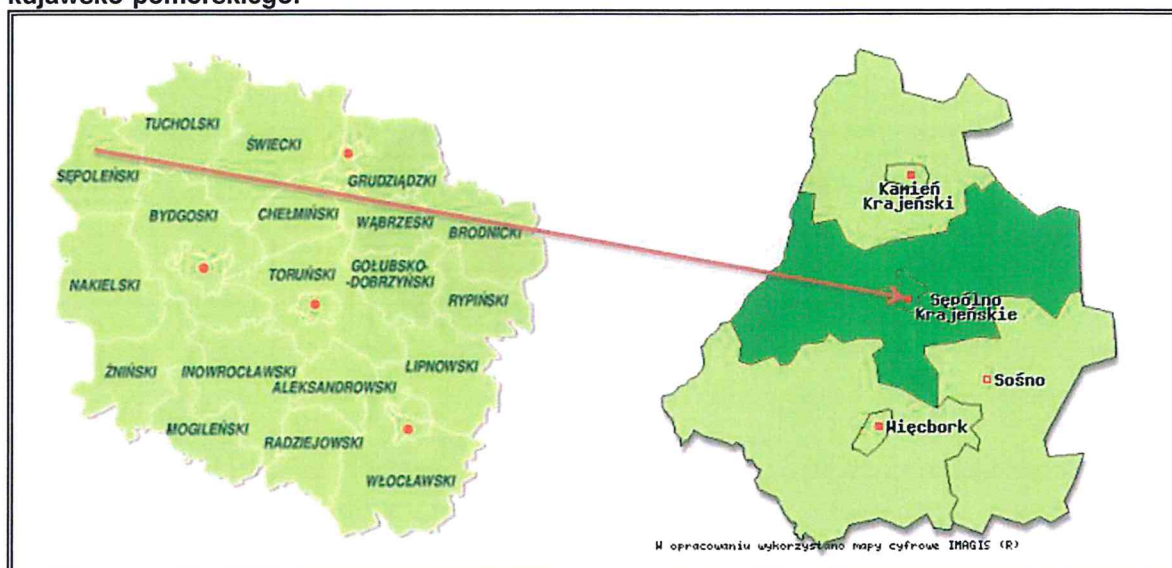 kujawsko-pomorskiego.
TUCHOLSKI
ŚWIECKI
SĘPOLEŃSKI
GRUDZIĄDZKI
BYDGOSKI
CHEŁMIŃSKI
WĄBRZESKI
BRODNICKI
NAKIELSKI
TORUŃSKI
GOŁUBSKO-
-DOBRZYŃSKI
RYPIŃSKI
ŻNIŃSKI
INOWROCŁAWSKI
ALEKSANDROWSKI
LIPNOWSKI
MOGILEŃSKI
RADZIEJOWSKI
WŁOCŁAWSKI
Kamień
Krajeński
Sępólno
Krajeńskie
Sośno
Więcbork
W opracowaniu wykorzystano mapy cyfrowe IMAGIS (R)